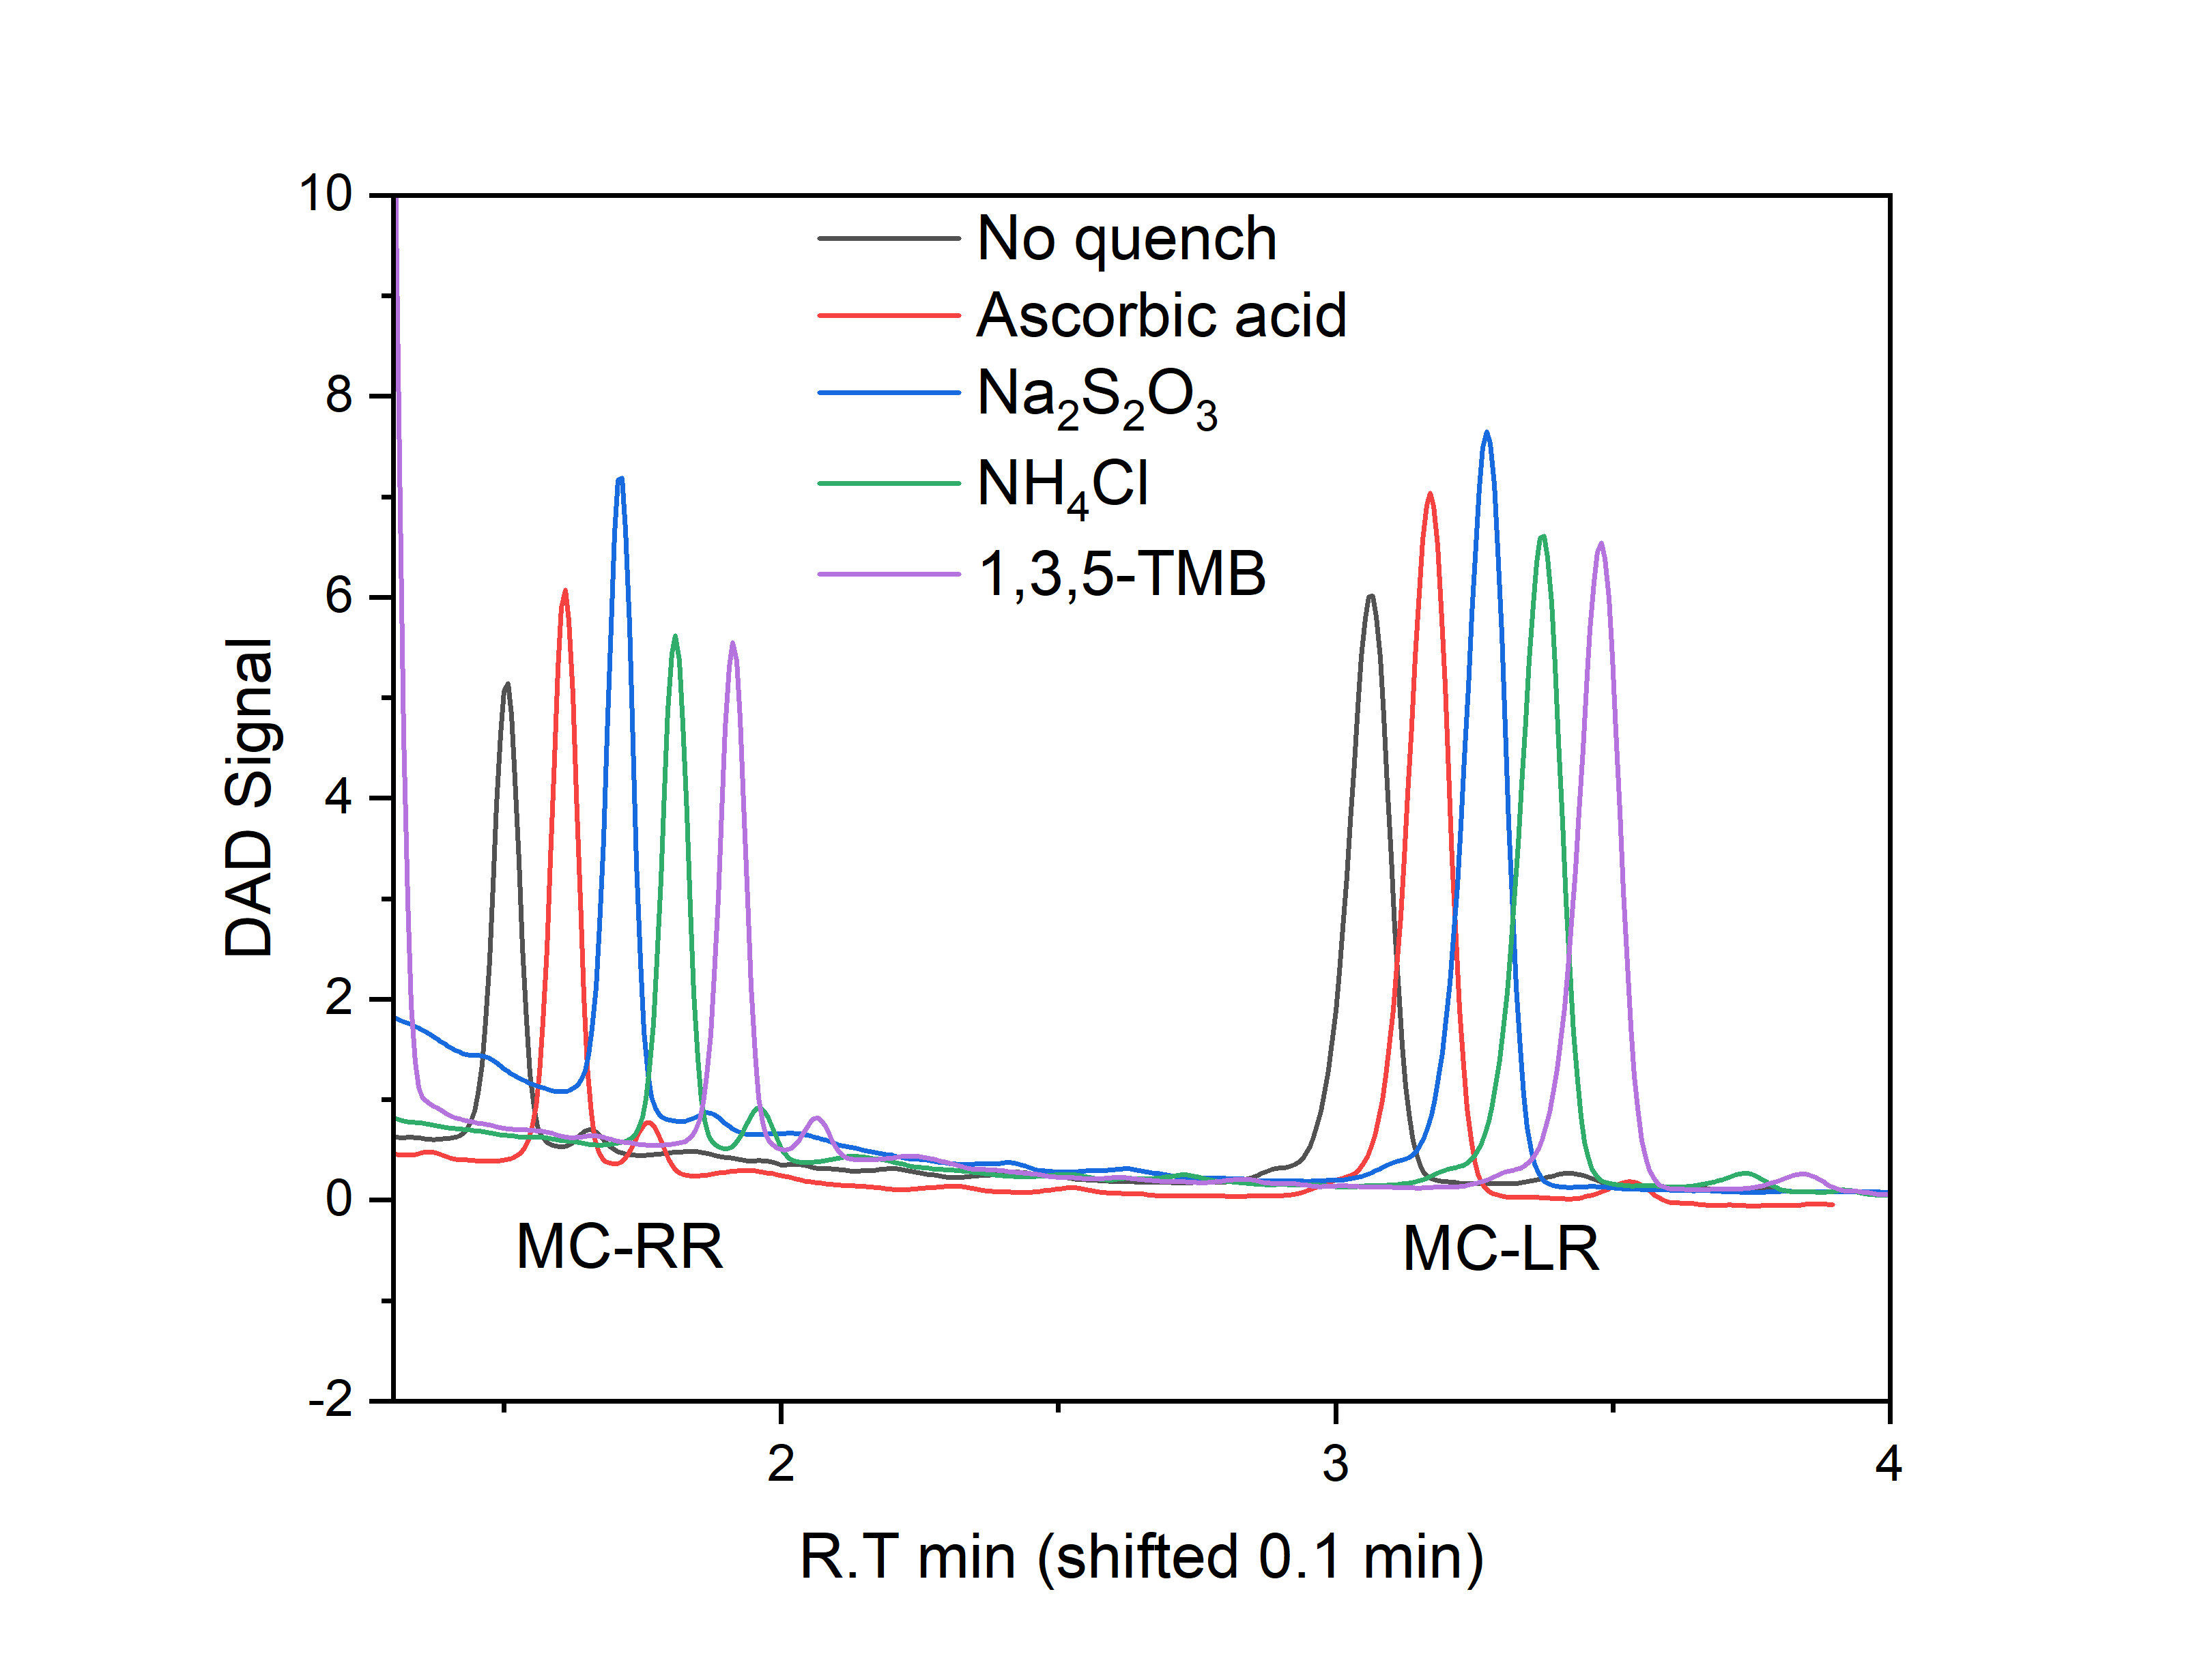 10
8
6
4
2
0
-2
DAD Signal
No quench
Ascorbic acid
Na₂S₂O₃
NH₄Cl
1,3,5-TMB
MC-RR
MC-LR
2
3
4
R.T min (shifted 0.1 min)